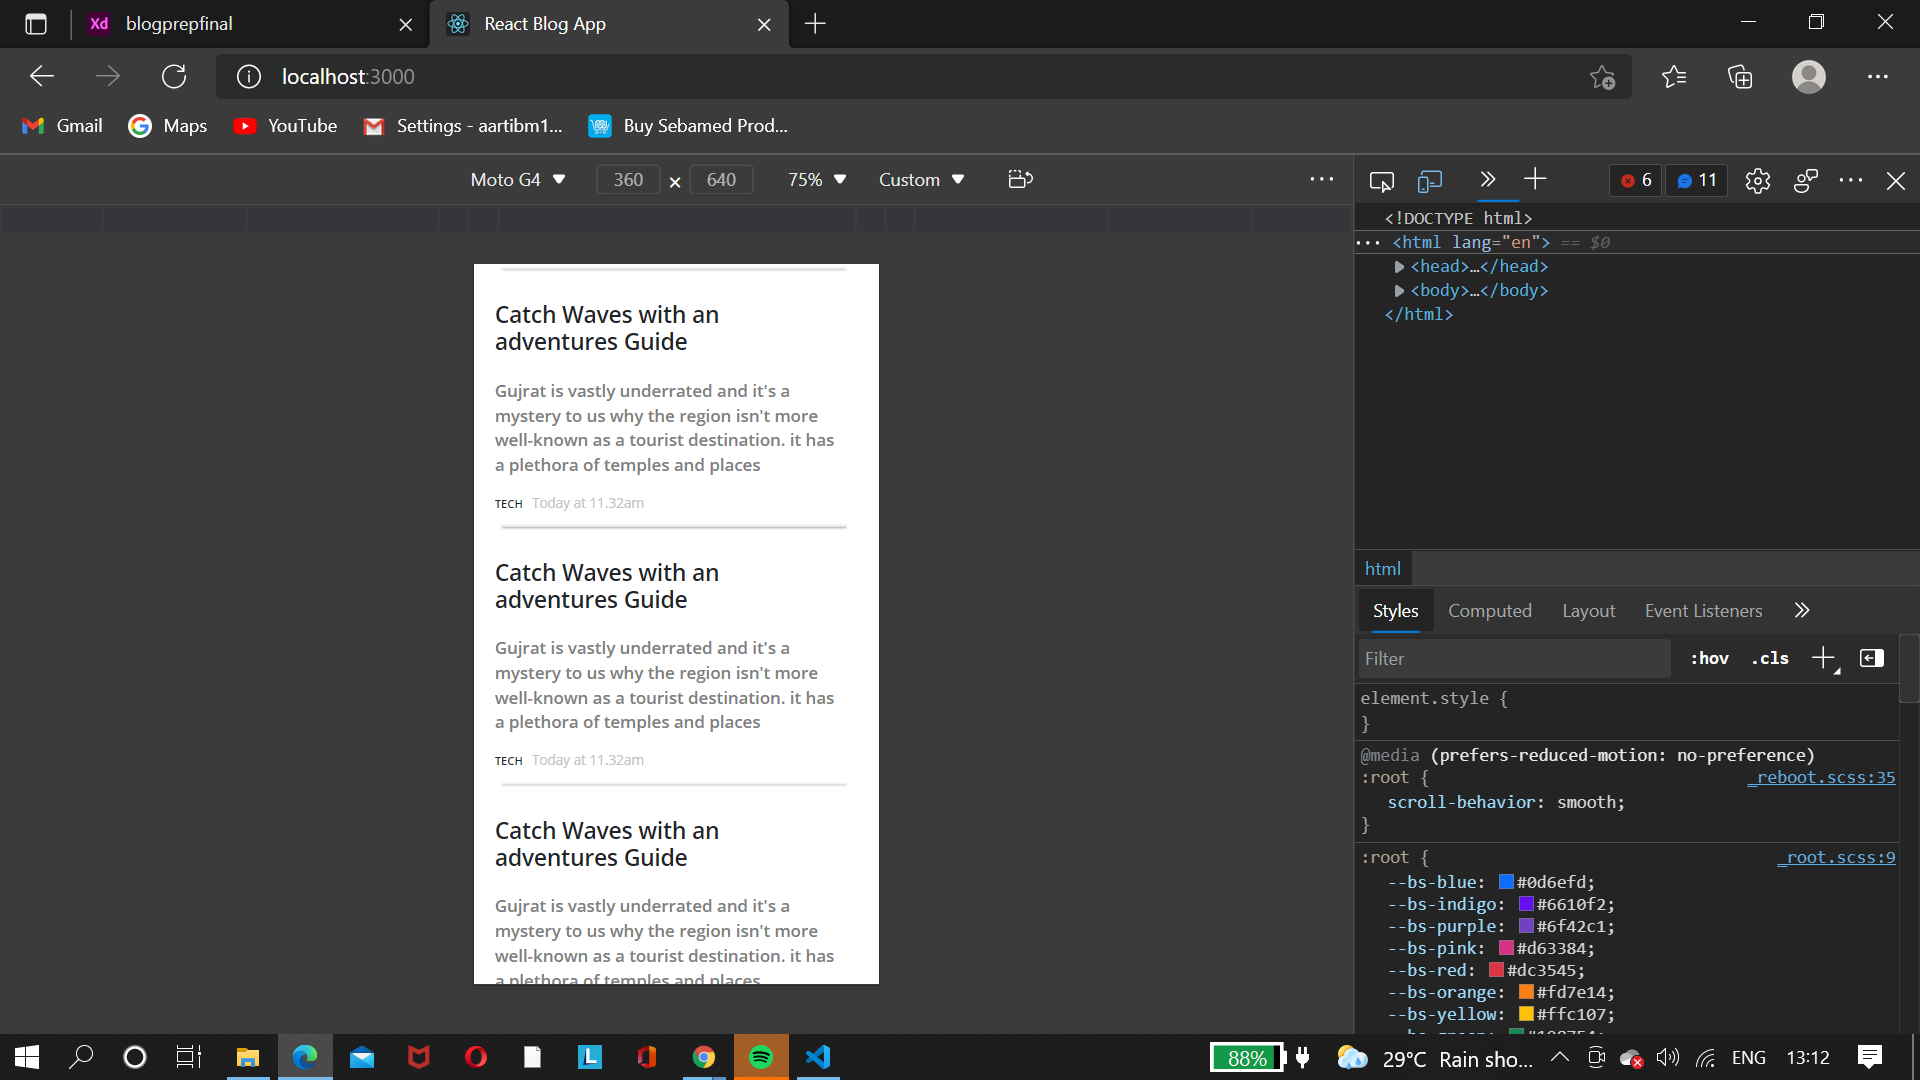 Xd blogprepfinal
React Blog App
localhost:3000
Gmail
Maps
YouTube
Settings - aartibm1...
Buy Sebamed Prod...
Moto G4
360 × 640
75%
Custom
6
11
Catch Waves with an
adventures Guide
Gujrat is vastly underrated and it's a
mystery to us why the region isn't more
well-known as a tourist destination. it has
a plethora of temples and places
TECH Today at 11.32am
Catch Waves with an
adventures Guide
Gujrat is vastly underrated and it's a
mystery to us why the region isn't more
well-known as a tourist destination. it has
a plethora of temples and places
TECH Today at 11.32am
Catch Waves with an
adventures Guide
Gujrat is vastly underrated and it's a
mystery to us why the region isn't more
well-known as a tourist destination. it has
a plethora of temples and places
<!DOCTYPE html>
... <html lang="en"> == $0
<head>…</head>
<body>…</body>
</html>
html
Styles
Computed
Layout
Event Listeners
Filter
:hov .cls
element.style {
}
@media (prefers-reduced-motion: no-preference)
:root { _reboot.scss:35
scroll-behavior: smooth;
}
:root { _root.scss:9
--bs-blue: #0d6efd;
--bs-indigo: #6610f2;
--bs-purple: #6f42c1;
--bs-pink: #d63384;
--bs-red: #dc3545;
--bs-orange: #fd7e14;
--bs-yellow: #ffc107;
L
88%
29°C Rain sho...
ENG
13:12